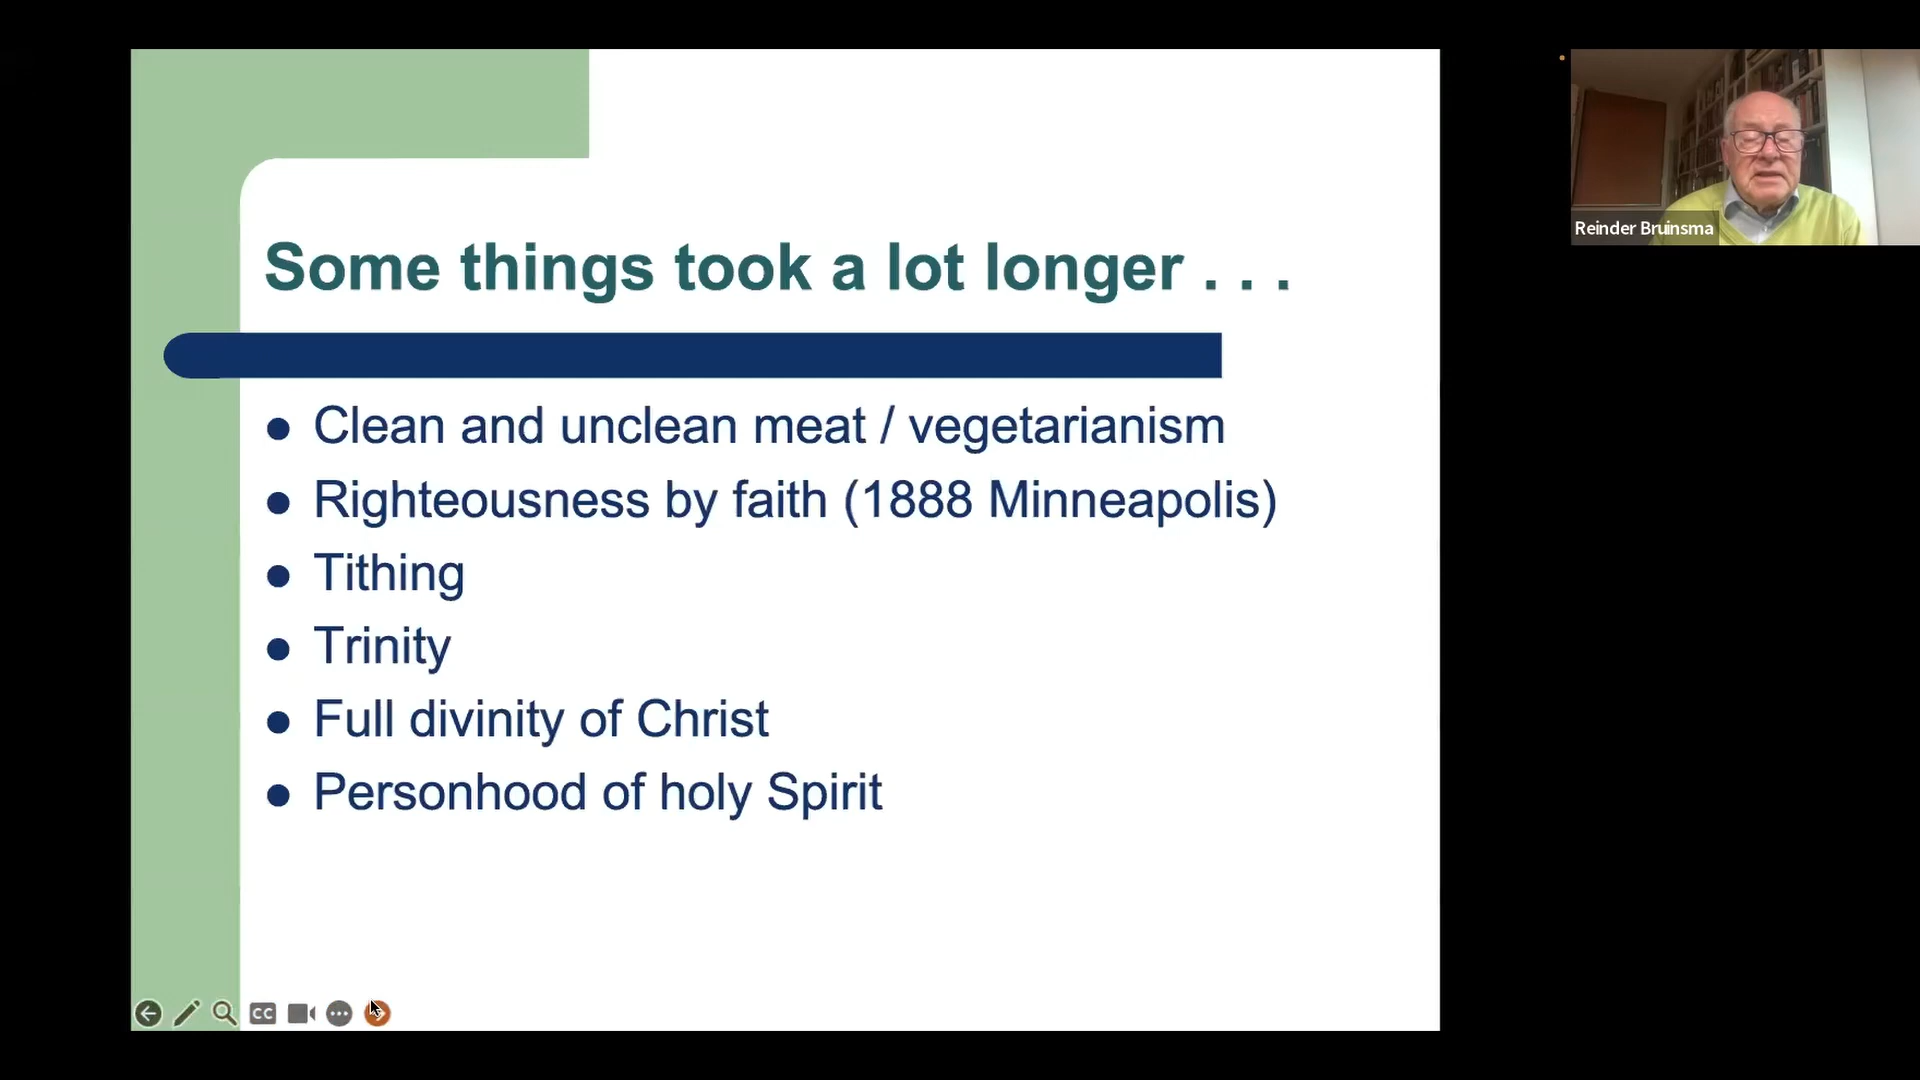 Some things took a lot longer . . .
Clean and unclean meat / vegetarianism
Righteousness by faith (1888 Minneapolis)
Tithing
Trinity
Full divinity of Christ
Personhood of holy Spirit
CC
Reinder Bruinsma